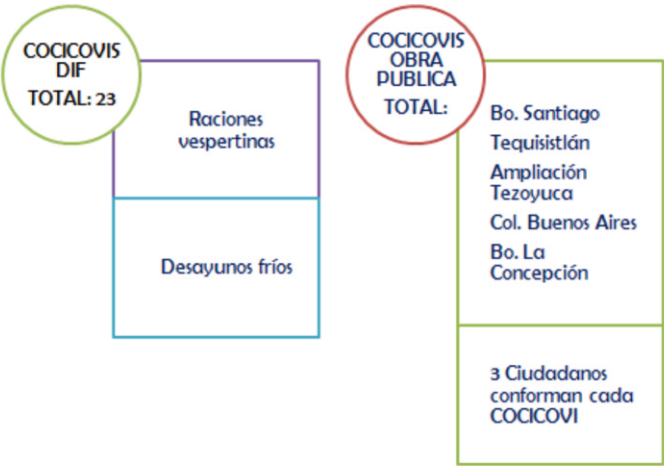 COCICOVIS
DIF
TOTAL: 23
Raciones
vespertinas
Desayunos fríos
COCICOVIS
OBRA
PUBLICA
TOTAL:
Bo. Santiago
Tequisistlán
Ampliación
Tezoyuca
Col. Buenos Aires
Bo. La
Concepción
3 Ciudadanos
conforman cada
COCICOVI